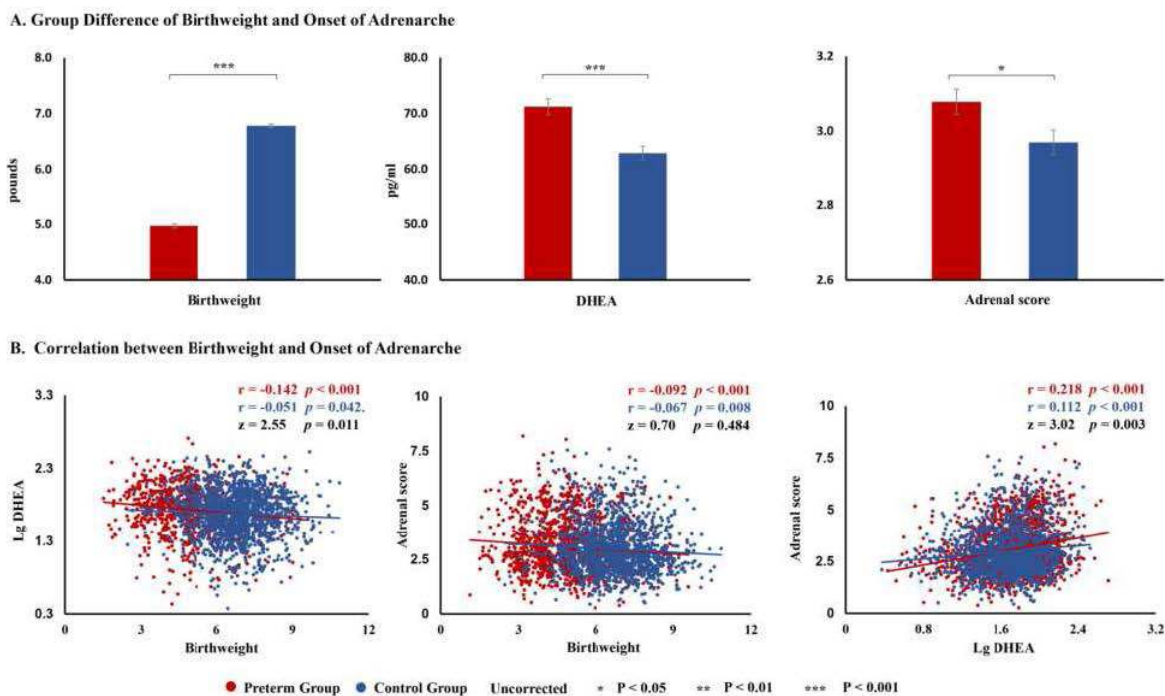 A. Group Difference of Birthweight and Onset of Adrenarche
8.0
7.0
6.0
5.0
4.0
pounds
***
Birthweight
80.0
70.0
60.0
50.0
40.0
pg/ml
***
DHEA
3.2
3.0
2.8
2.6
*
Adrenal score
B. Correlation between Birthweight and Onset of Adrenarche
r = -0.142 p < 0.001
r = -0.051 p = 0.042.
z = 2.55 p = 0.011
3.3
2.3
1.3
0.3
Lg DHEA
0 3 6 9 12
Birthweight
r = -0.092 p < 0.001
r = -0.067 p = 0.008
z = 0.70 p = 0.484
10
7.5
5
2.5
0
Adrenal score
0 3 6 9 12
Birthweight
r = 0.218 p < 0.001
r = 0.112 p < 0.001
z = 3.02 p = 0.003
10
7.5
5
2.5
0
Adrenal score
0 0.8 1.6 2.4 3.2
Lg DHEA
Preterm Group Control Group Uncorrected * P < 0.05 ** P < 0.01 *** P < 0.001